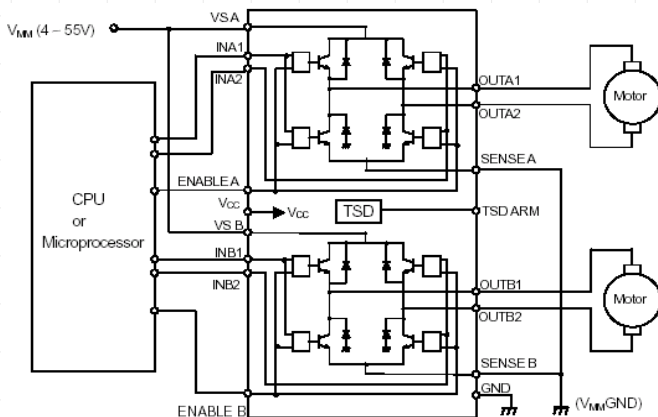 VS A
VMM (4 – 55V)
INA1
INA2
OUTA1
Motor
OUTA2
SENSE A
ENABLE A
CPU
or
Microprocessor
VCC
VCC
TSD
TSD ARM
VS B
INB1
INB2
OUTB1
Motor
OUTB2
SENSE B
GND
ENABLE B
(VMMGND)